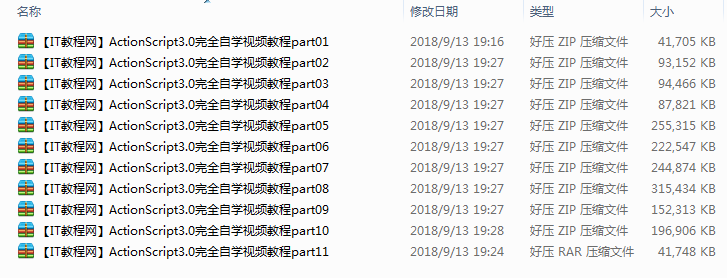 名称 修改日期 类型 大小
【IT教程网】ActionScript3.0完全自学视频教程part01 2018/9/13 19:16 好压 ZIP 压缩文件 41,705 KB
【IT教程网】ActionScript3.0完全自学视频教程part02 2018/9/13 19:27 好压 ZIP 压缩文件 93,152 KB
【IT教程网】ActionScript3.0完全自学视频教程part03 2018/9/13 19:27 好压 ZIP 压缩文件 94,466 KB
【IT教程网】ActionScript3.0完全自学视频教程part04 2018/9/13 19:27 好压 ZIP 压缩文件 87,821 KB
【IT教程网】ActionScript3.0完全自学视频教程part05 2018/9/13 19:27 好压 ZIP 压缩文件 255,315 KB
【IT教程网】ActionScript3.0完全自学视频教程part06 2018/9/13 19:27 好压 ZIP 压缩文件 222,547 KB
【IT教程网】ActionScript3.0完全自学视频教程part07 2018/9/13 19:27 好压 ZIP 压缩文件 244,874 KB
【IT教程网】ActionScript3.0完全自学视频教程part08 2018/9/13 19:27 好压 ZIP 压缩文件 315,434 KB
【IT教程网】ActionScript3.0完全自学视频教程part09 2018/9/13 19:27 好压 ZIP 压缩文件 152,313 KB
【IT教程网】ActionScript3.0完全自学视频教程part10 2018/9/13 19:28 好压 ZIP 压缩文件 196,906 KB
【IT教程网】ActionScript3.0完全自学视频教程part11 2018/9/13 19:24 好压 RAR 压缩文件 41,748 KB